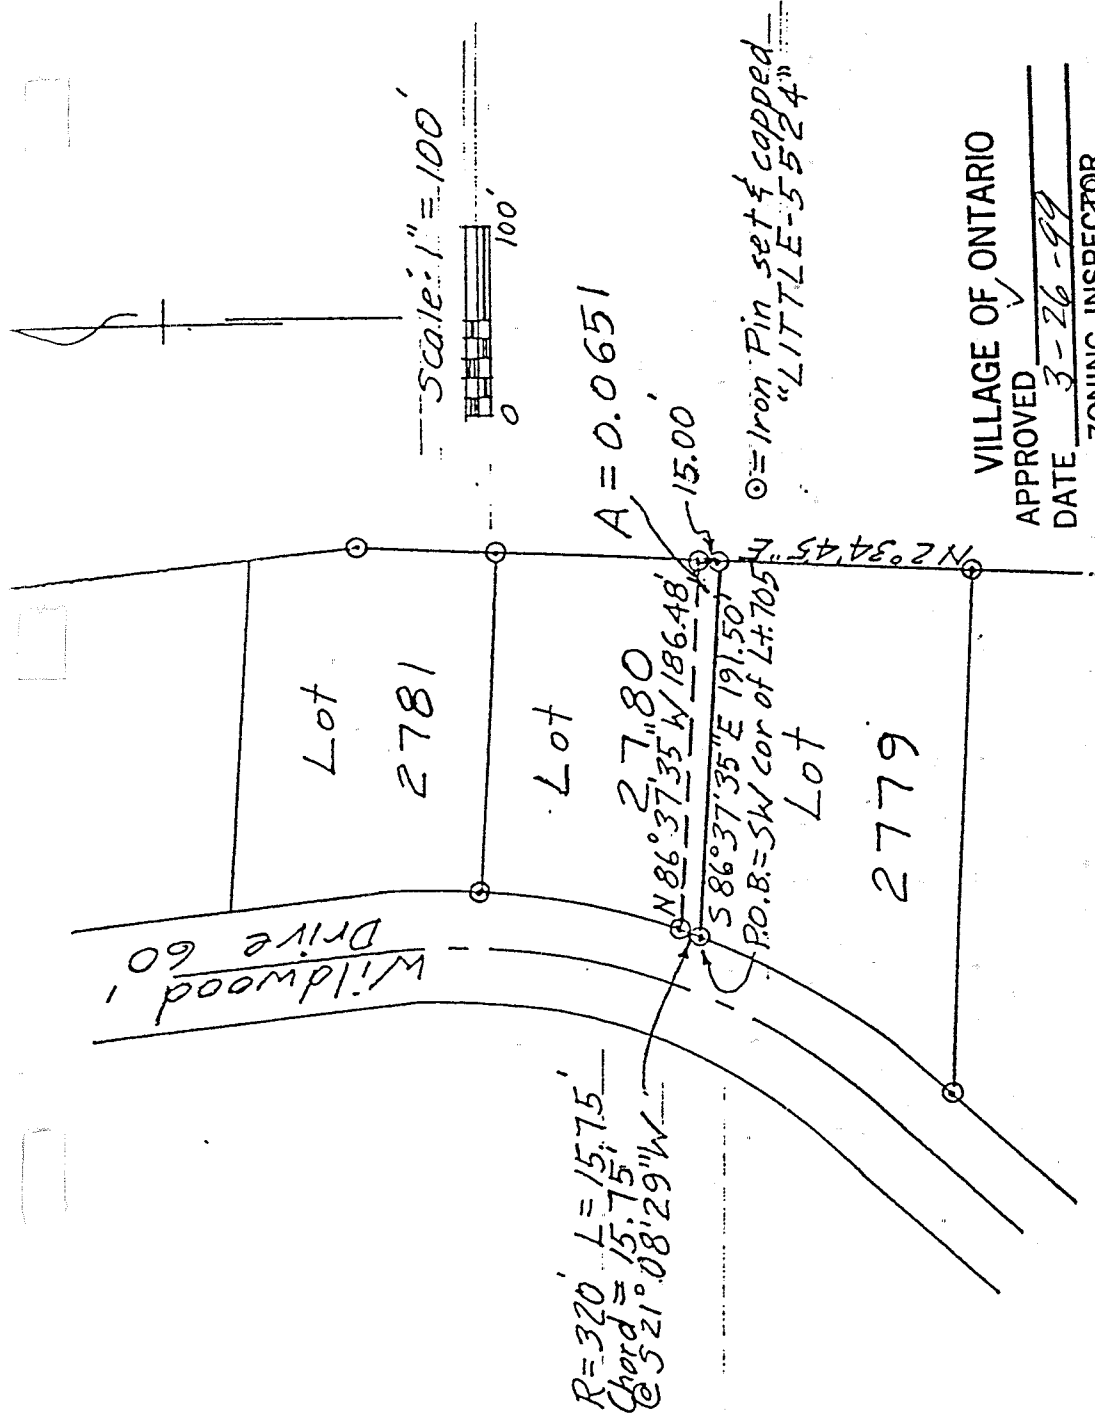 Scale: 1" = 100'
0
100'
A = 0.0651
15.00'
⊙ = Iron Pin set & capped
"LITTLE-5524"
Lot
2781
Lot
2780
N 86°37'35" W 186.48'
S 86°37'35" E 191.50'
P.O.B. = SW cor of Lt. 705
Lot
2779
N 2°34'45" E
Wildwood
Drive 60'
R = 320' L = 15.75'
Chord = 15.75'
@ S 21°08'29" W
VILLAGE OF ONTARIO
APPROVED
DATE 3-26-99
ZONING INSPECTOR